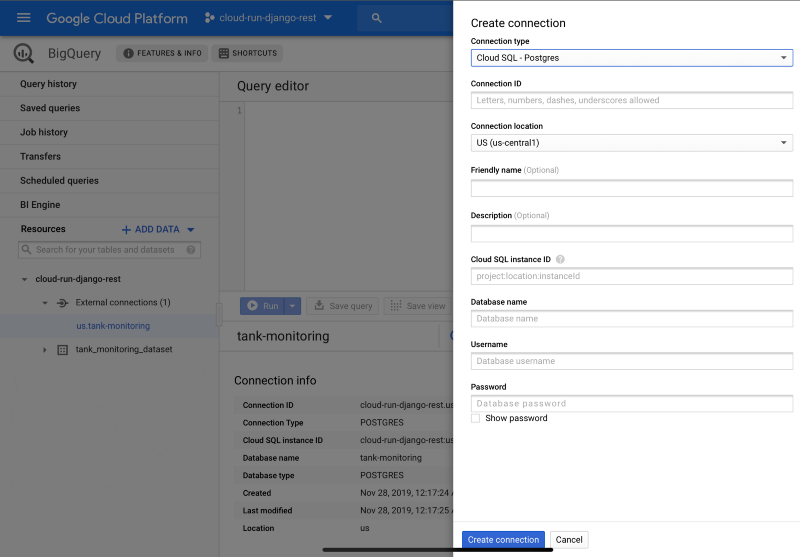 Google Cloud Platform
cloud-run-django-rest
BigQuery
FEATURES & INFO
SHORTCUTS
Query history
Saved queries
Job history
Transfers
Scheduled queries
BI Engine
Resources
ADD DATA
Search for your tables and datasets
cloud-run-django-rest
External connections (1)
us.tank-monitoring
tank_monitoring_dataset
Query editor
1
Run
Save query
Save view
tank-monitoring
Connection info
Connection ID cloud-run-django-rest.us
Connection Type POSTGRES
Cloud SQL instance ID cloud-run-django-rest:us
Database name tank-monitoring
Database type POSTGRES
Created Nov 28, 2019, 12:17:24
Last modified Nov 28, 2019, 12:17:25
Location us
Create connection
Connection type
Cloud SQL - Postgres
Connection ID
Letters, numbers, dashes, underscores allowed
Connection location
US (us-central1)
Friendly name (Optional)
Description (Optional)
Cloud SQL instance ID
project:location:instanceId
Database name
Database name
Username
Database username
Password
Database password
Show password
Create connection
Cancel